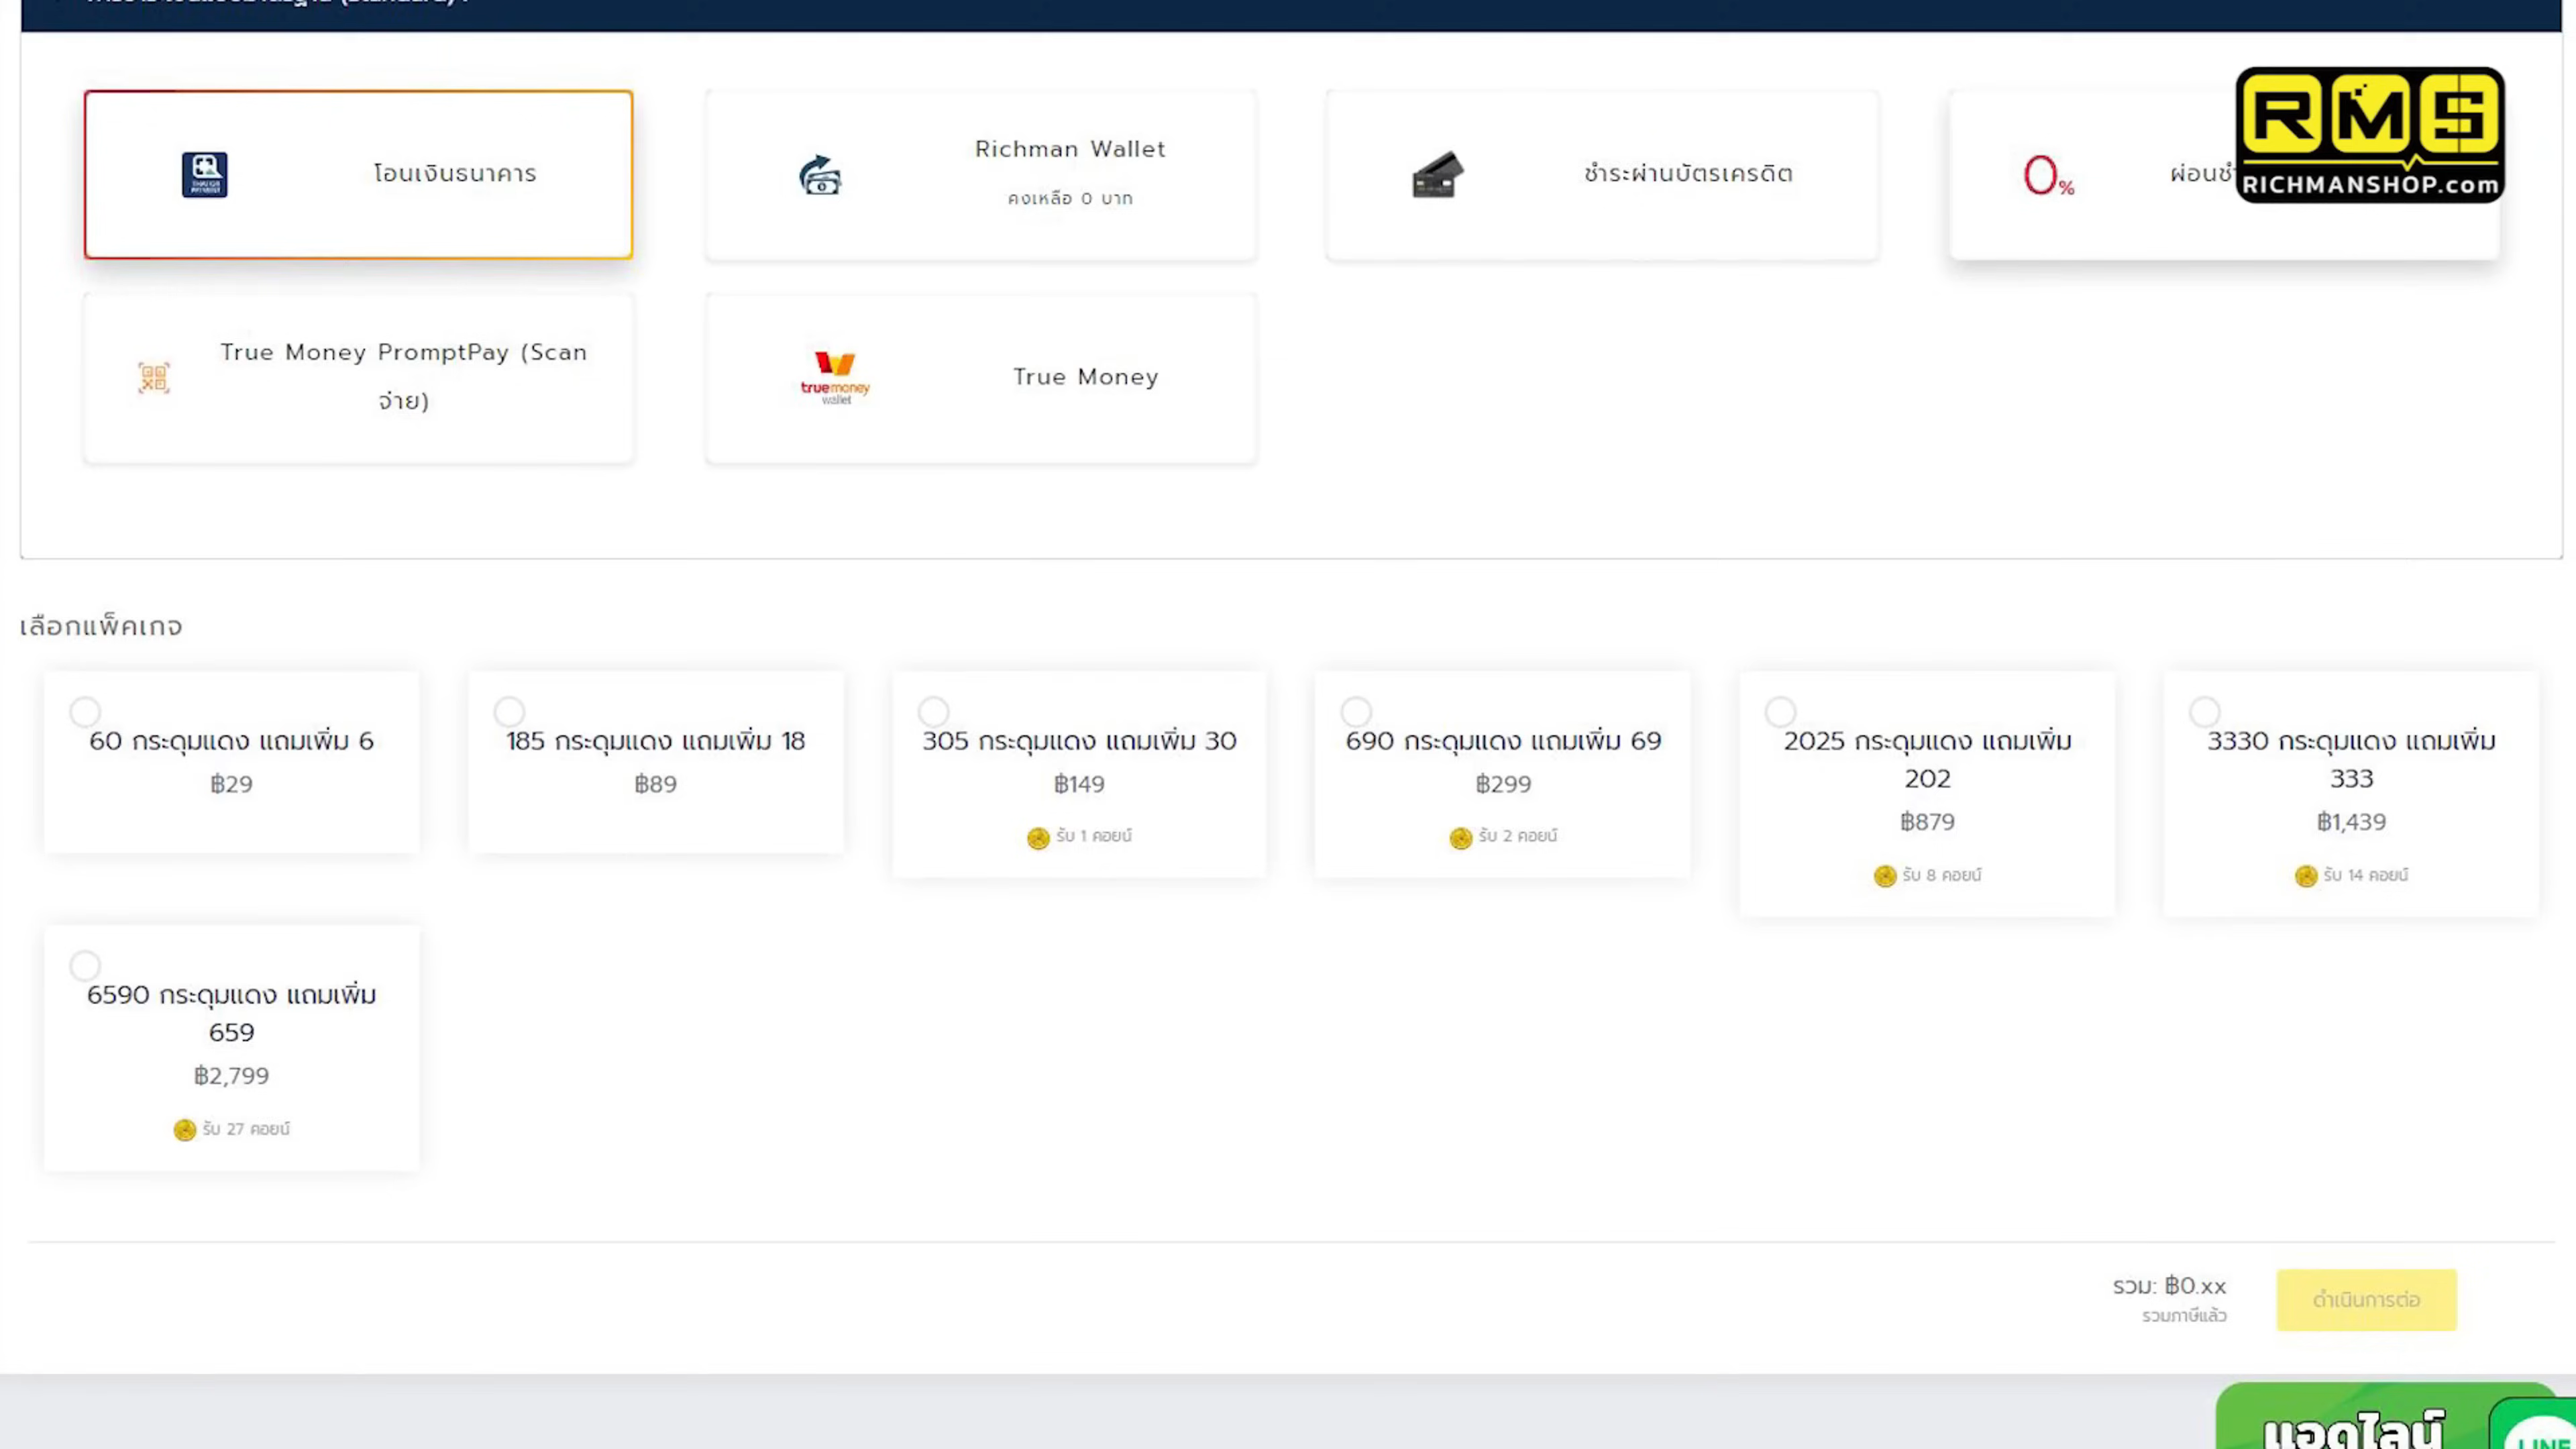 โอนเงินธนาคาร
Richman Wallet
คงเหลือ 0 บาท
ชำระผ่านบัตรเครดิต
0%
RMS
RICHMANSHOP.com
True Money PromptPay (Scan
จ่าย)
truemoney
wallet
True Money
เลือกแพ็คเกจ
60 กระดุมแดง แถมเพิ่ม 6
฿29
185 กระดุมแดง แถมเพิ่ม 18
฿89
305 กระดุมแดง แถมเพิ่ม 30
฿149
รับ 1 คอยน์
690 กระดุมแดง แถมเพิ่ม 69
฿299
รับ 2 คอยน์
2025 กระดุมแดง แถมเพิ่ม
202
฿879
รับ 8 คอยน์
3330 กระดุมแดง แถมเพิ่ม
333
฿1,439
รับ 14 คอยน์
6590 กระดุมแดง แถมเพิ่ม
659
฿2,799
รับ 27 คอยน์
รวม: ฿0.xx
รวมภาษีแล้ว
ดำเนินการต่อ
แอดไลน์
LINE